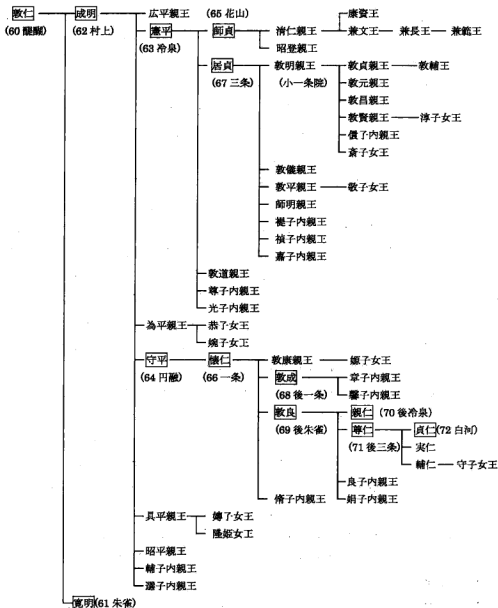 敦仁 成明 広平親王 (65 花山) 康資王
(60 醍醐) (62 村上) 憲平 師貞 清仁親王 兼文王 兼長王 兼範王
(63 冷泉) 昭登親王
居貞 敦明親王 敦貞親王 敦輔王
(67 三条) (小一条院) 敦元親王
敦昌親王
敦賢親王 淳子女王
儇子内親王
斎子女王
敦儀親王
敦平親王 敬子女王
師明親王
禔子内親王
禎子内親王
嘉子内親王
敦道親王
尊子内親王
光子内親王
為平親王 恭子女王
婉子女王
守平 懐仁 敦康親王 嫄子女王
(64 円融) (66 一条) 敦成 章子内親王
(68 後一条) 馨子内親王
敦良 親仁 (70 後冷泉)
(69 後朱雀) 尊仁 貞仁(72 白河)
(71 後三条) 実仁
輔仁 守子女王
良子内親王
脩子内親王 娟子内親王
具平親王 嫥子女王
隆姫女王
昭平親王
輔子内親王
選子内親王
寛明(61 朱雀)